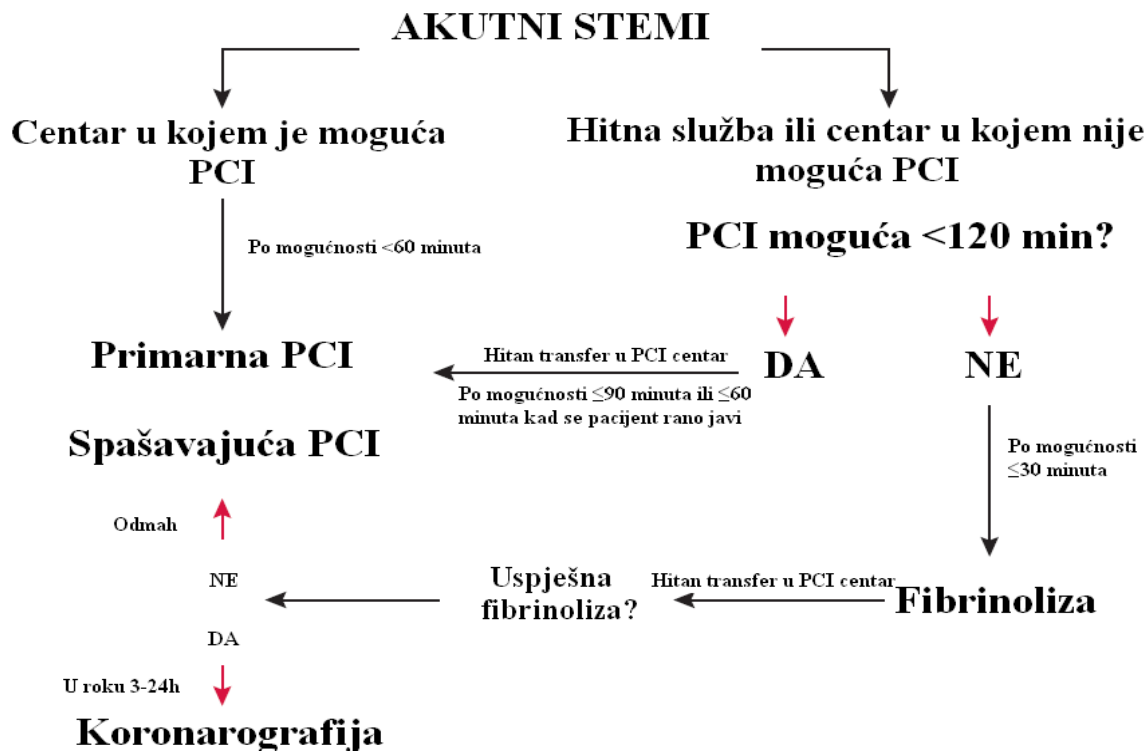 AKUTNI STEMI
Centar u kojem je moguća
PCI
Hitna služba ili centar u kojem nije
moguća PCI
Po mogućnosti <60 minuta
PCI moguća <120 min?
Primarna PCI
Hitan transfer u PCI centar
DA
NE
Po mogućnosti ≤90 minuta ili ≤60
minuta kad se pacijent rano javi
Spašavajuća PCI
Po mogućnosti
≤30 minuta
Odmah
NE
Uspješna
fibrinoliza?
Hitan transfer u PCI centar
Fibrinoliza
DA
U roku 3-24h
Koronarografija